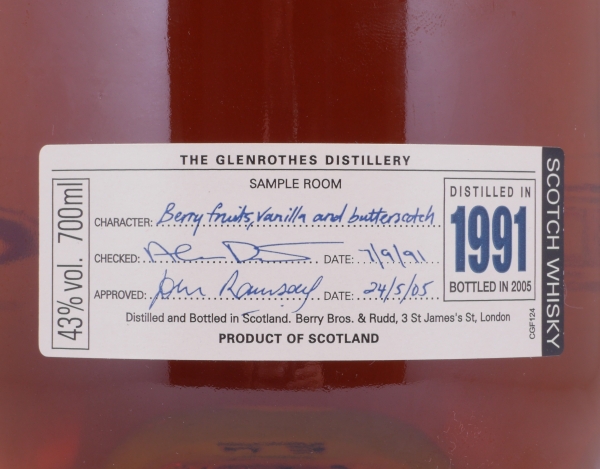 THE GLENROTHES DISTILLERY
SAMPLE ROOM
CHARACTER: Berry fruits, vanilla and butterscotch
CHECKED: DATE: 7/9/91
APPROVED: John Ramsay DATE: 24/5/05
Distilled and Bottled in Scotland. Berry Bros. & Rudd, 3 St James's St, London
PRODUCT OF SCOTLAND
43% vol. 700ml
DISTILLED IN
1991
BOTTLED IN 2005
CGF124
SCOTCH WHISKY